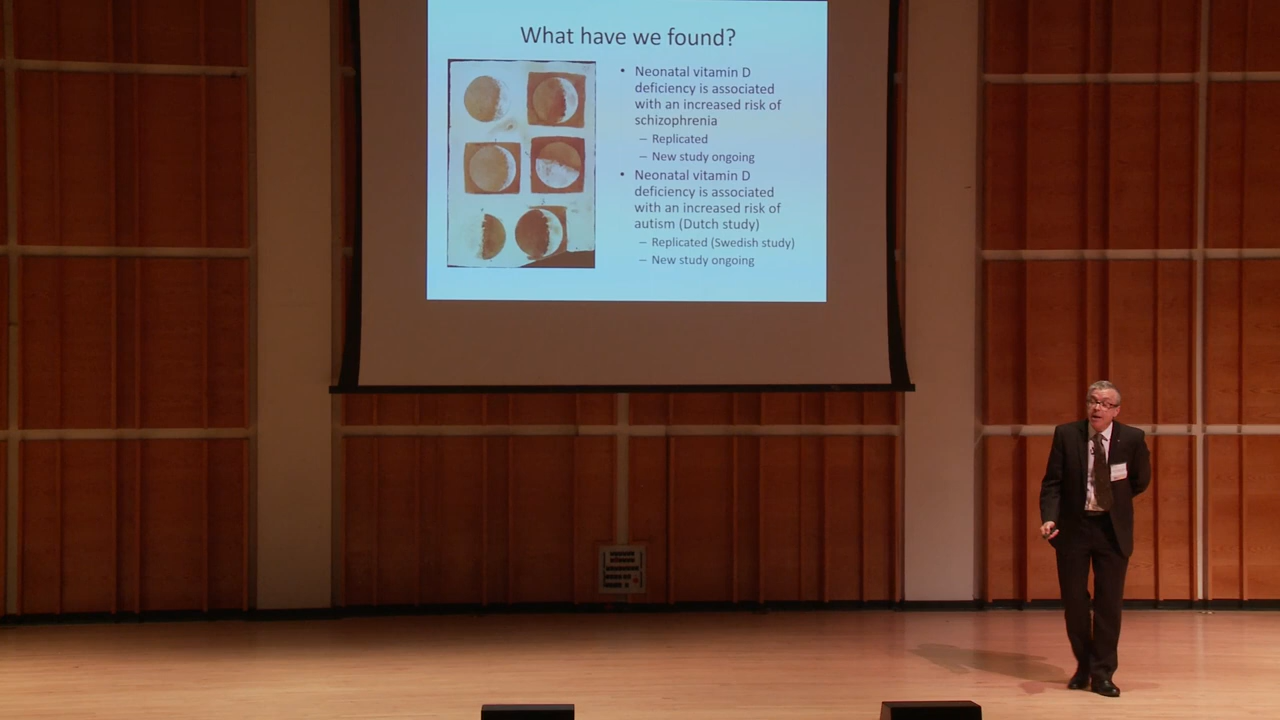 What have we found?
• Neonatal vitamin D
deficiency is associated
with an increased risk of
schizophrenia
– Replicated
– New study ongoing
• Neonatal vitamin D
deficiency is associated
with an increased risk of
autism (Dutch study)
– Replicated (Swedish study)
– New study ongoing